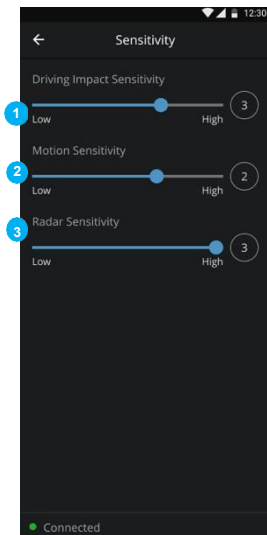 12:30
Sensitivity
Driving Impact Sensitivity
1
3
Low High
Motion Sensitivity
2
2
Low High
Radar Sensitivity
3
3
Low High
Connected